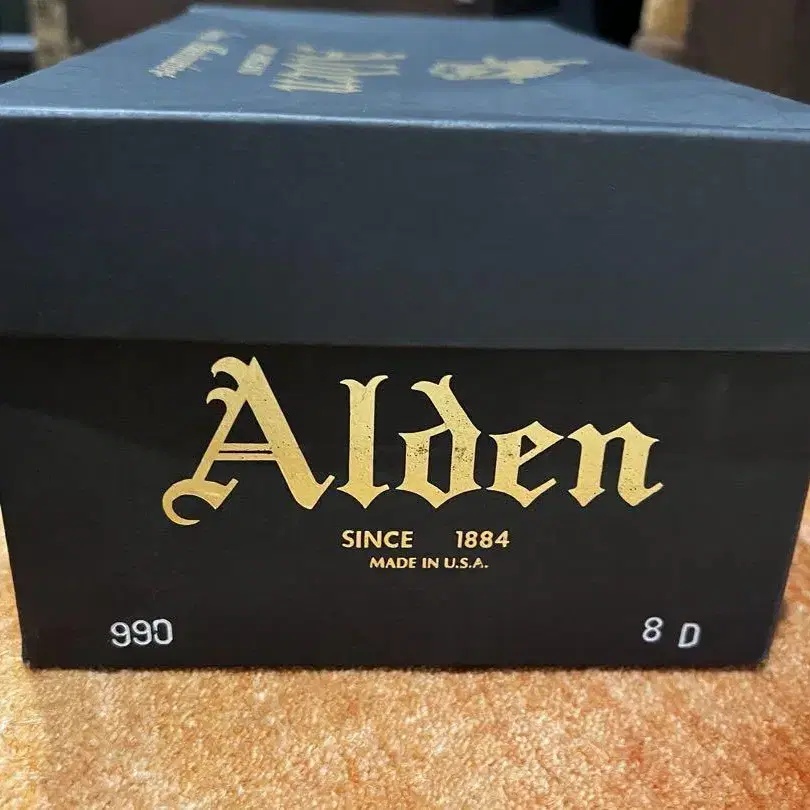 Alden
SINCE 1884
MADE IN U.S.A.
990 8 D